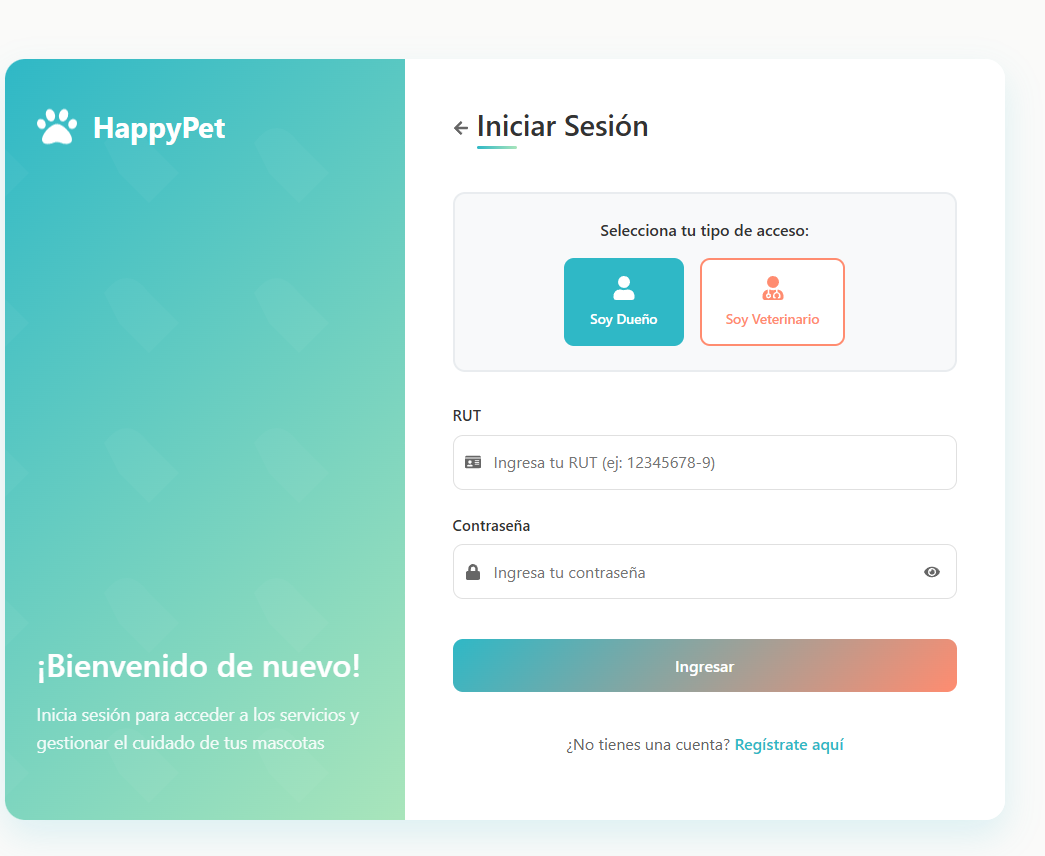 HappyPet
¡Bienvenido de nuevo!
Inicia sesión para acceder a los servicios y
gestionar el cuidado de tus mascotas
Iniciar Sesión
Selecciona tu tipo de acceso:
Soy Dueño
Soy Veterinario
RUT
Ingresa tu RUT (ej: 12345678-9)
Contraseña
Ingresa tu contraseña
Ingresar
¿No tienes una cuenta? Regístrate aquí